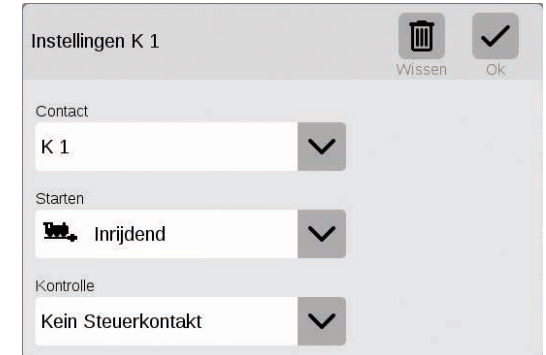 Instellingen K 1
Wissen
Ok
Contact
K 1
Starten
Inrijdend
Kontrolle
Kein Steuerkontakt